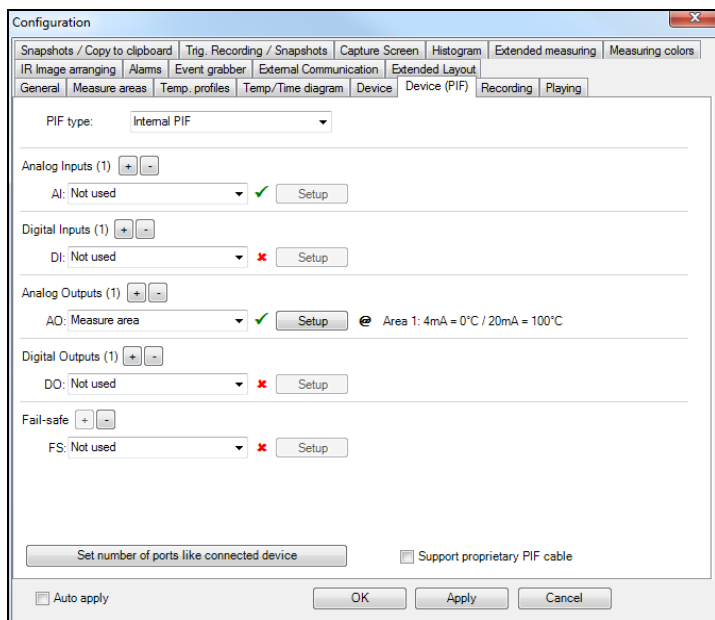 Configuration
Snapshots / Copy to clipboard Trig. Recording / Snapshots Capture Screen Histogram Extended measuring Measuring colors
IR Image arranging Alarms Event grabber External Communication Extended Layout
General Measure areas Temp. profiles Temp/Time diagram Device Device (PIF) Recording Playing
PIF type: Internal PIF
Analog Inputs (1) + -
AI: Not used Setup
Digital Inputs (1) + -
DI: Not used Setup
Analog Outputs (1) + -
AO: Measure area Setup @ Area 1: 4mA = 0°C / 20mA = 100°C
Digital Outputs (1) + -
DO: Not used Setup
Fail-safe + -
FS: Not used Setup
Set number of ports like connected device Support proprietary PIF cable
Auto apply OK Apply Cancel